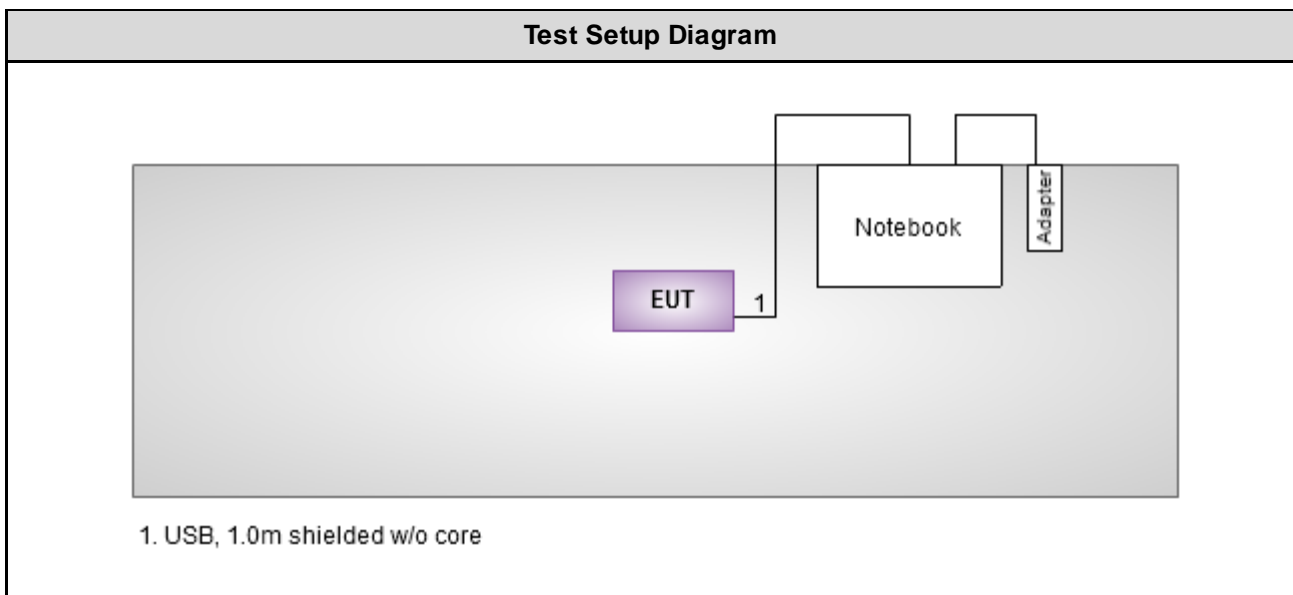 Test Setup Diagram
Notebook
Adapter
EUT
1
1. USB, 1.0m shielded w/o core